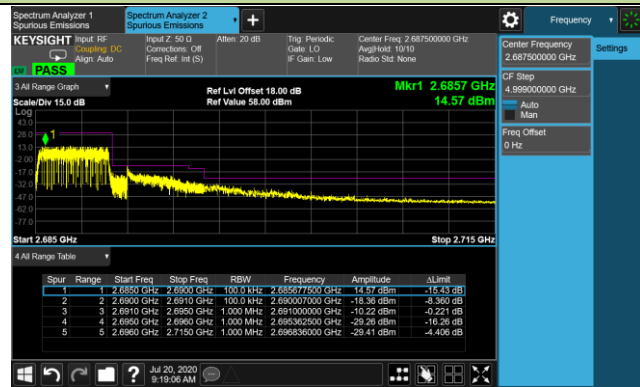 Spectrum Analyzer 1
Spurious Emissions
Spectrum Analyzer 2
Spurious Emissions
Frequency
KEYSIGHT
Input: RF
Coupling: DC
Align: Auto
Input Z: 50 Ω
Corrections: Off
Freq Ref: Int (S)
Atten: 20 dB
Trig: Periodic
Gate: LO
IF Gain: Low
Center Freq: 2.687500000 GHz
Avg|Hold: 10/10
Radio Std: None
PASS
Center Frequency
2.687500000 GHz
Settings
CF Step
4.999000000 GHz
Auto
Man
Freq Offset
0 Hz
3 All Range Graph
Scale/Div 15.0 dB
Ref Lvl Offset 18.00 dB
Ref Value 58.00 dBm
Mkr1 2.6857 GHz
14.57 dBm
Log
43.0
28.0
13.0
-2.00
-17.0
-32.0
-47.0
-62.0
-77.0
1
Start 2.685 GHz
Stop 2.715 GHz
4 All Range Table
Spur Range Start Freq Stop Freq RBW Frequency Amplitude ΔLimit
1 1 2.6850 GHz 2.6900 GHz 100.0 kHz 2.685677500 GHz 14.57 dBm -15.43 dB
2 2 2.6900 GHz 2.6910 GHz 100.0 kHz 2.690007000 GHz -18.36 dBm -8.360 dB
3 3 2.6910 GHz 2.6950 GHz 1.000 MHz 2.691000000 GHz -10.22 dBm -0.221 dB
4 4 2.6950 GHz 2.6960 GHz 1.000 MHz 2.695362500 GHz -29.26 dBm -16.26 dB
5 5 2.6960 GHz 2.7150 GHz 1.000 MHz 2.696836000 GHz -29.41 dBm -4.406 dB
Jul 20, 2020
9:19:06 AM